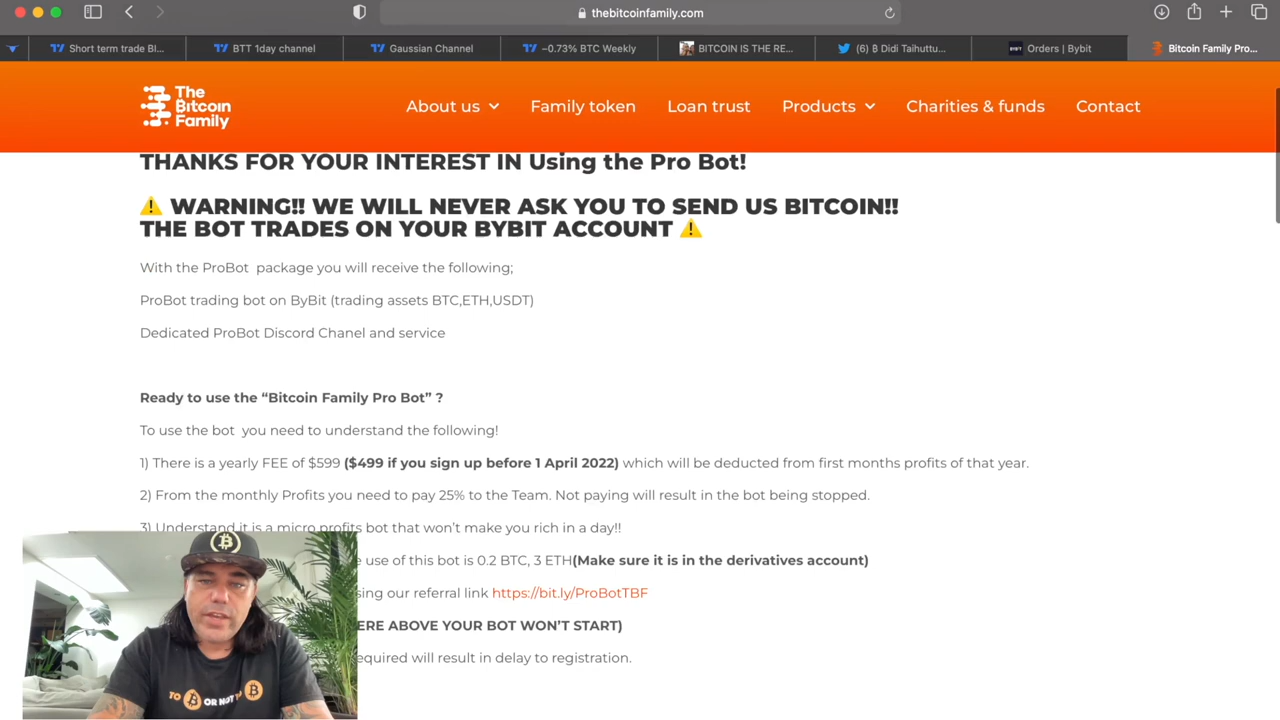 thebitcoinfamily.com
Short term trade BI...
BTT 1day channel
Gaussian Channel
−0.73% BTC Weekly
BITCOIN IS THE RE...
(6) ₿ Didi Taihuttu...
BYBIT Orders | Bybit
Bitcoin Family Pro...
The
Bitcoin
Family
About us
Family token
Loan trust
Products
Charities & funds
Contact
THANKS FOR YOUR INTEREST IN Using the Pro Bot!
⚠️ WARNING!! WE WILL NEVER ASK YOU TO SEND US BITCOIN!!
THE BOT TRADES ON YOUR BYBIT ACCOUNT ⚠️
With the ProBot package you will receive the following;
ProBot trading bot on ByBit (trading assets BTC,ETH,USDT)
Dedicated ProBot Discord Chanel and service
Ready to use the “Bitcoin Family Pro Bot” ?
To use the bot you need to understand the following!
1) There is a yearly FEE of $599 ($499 if you sign up before 1 April 2022) which will be deducted from first months profits of that year.
2) From the monthly Profits you need to pay 25% to the Team. Not paying will result in the bot being stopped.
3) Understand it is a micro profits bot that won’t make you rich in a day!!
use of this bot is 0.2 BTC, 3 ETH(Make sure it is in the derivatives account)
our referral link https://bit.ly/ProBotTBF
ABOVE YOUR BOT WON’T START)
required will result in delay to registration.
TO OR NOT